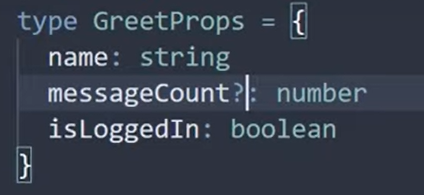 type GreetProps = {
name: string
messageCount?: number
isLoggedIn: boolean
}